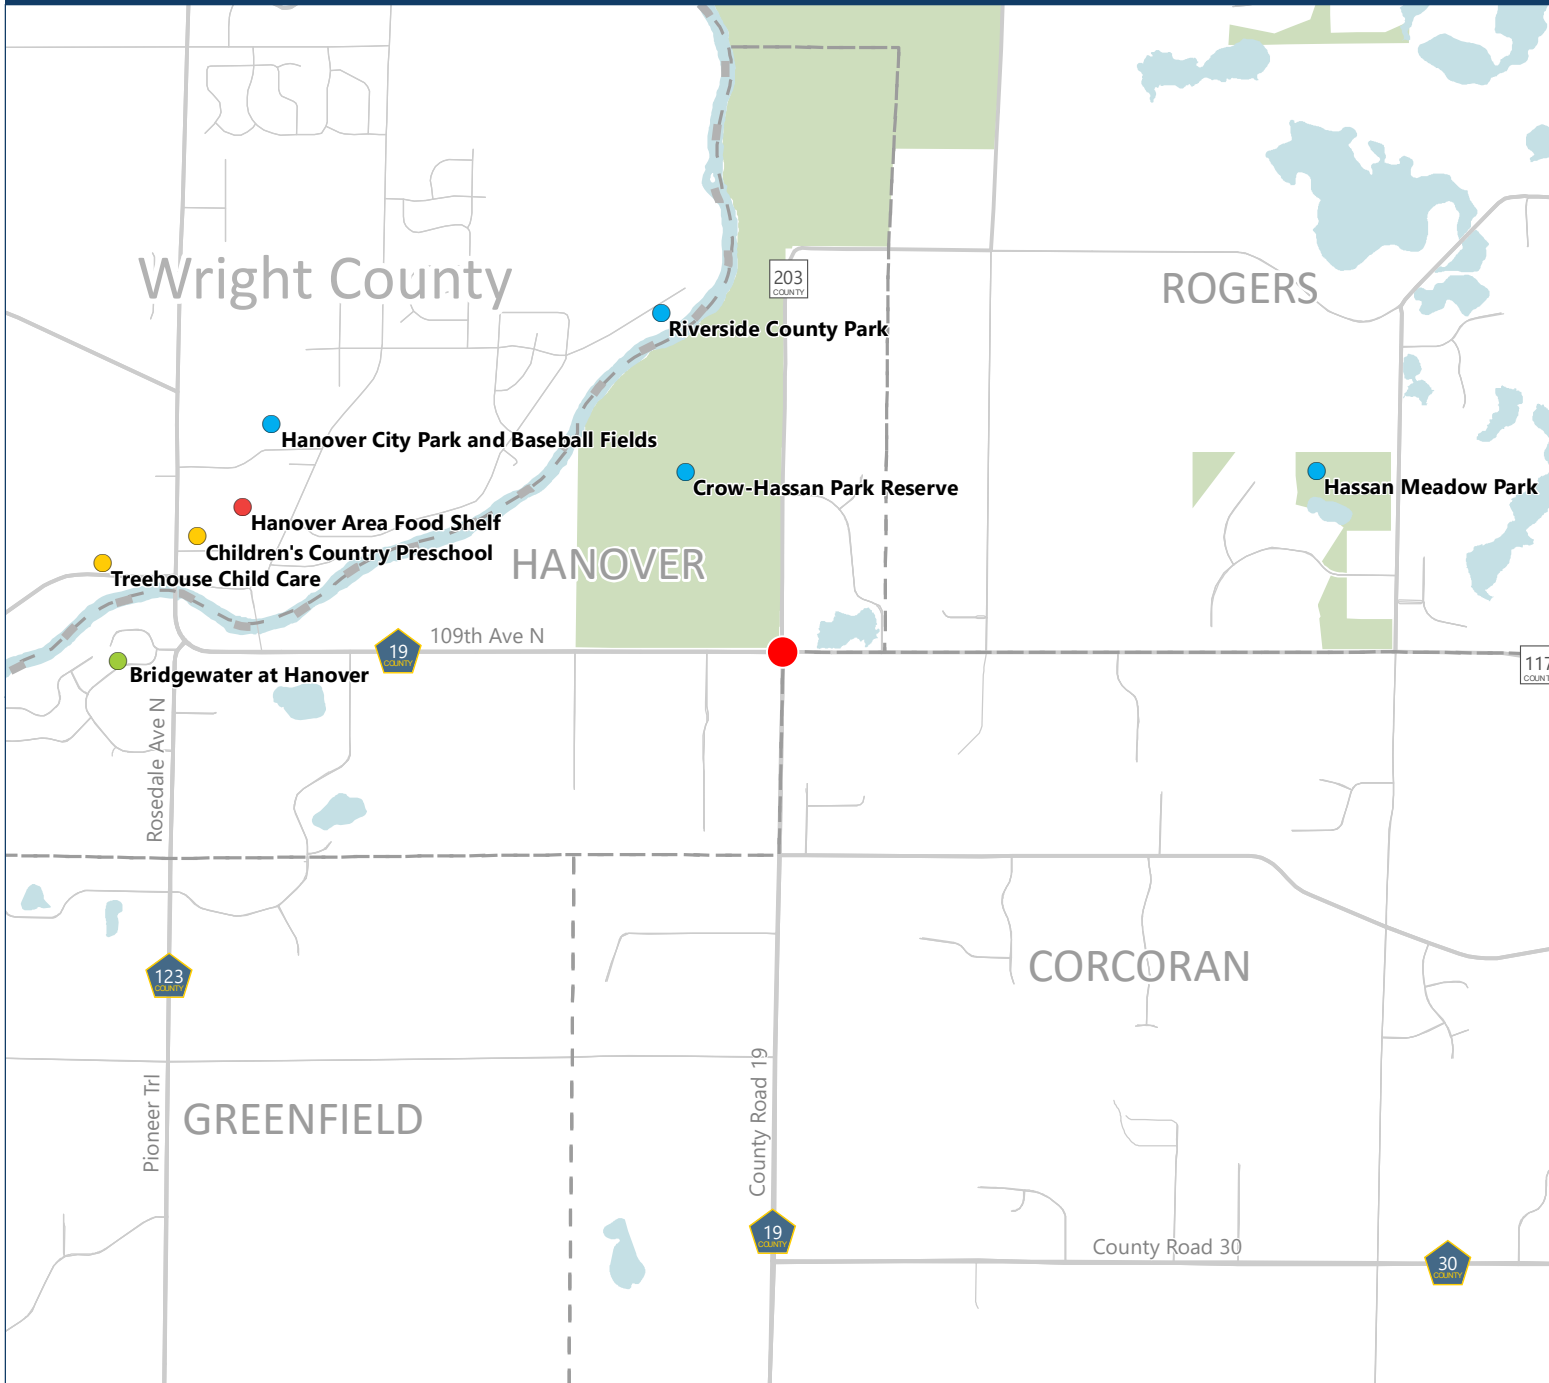 203
COUNTY
Wright County
ROGERS
Riverside County Park
Hanover City Park and Baseball Fields
Crow-Hassan Park Reserve
Hassan Meadow Park
Hanover Area Food Shelf
Children's Country Preschool
HANOVER
Treehouse Child Care
109th Ave N
19
COUNTY
117
COUNT
Bridgewater at Hanover
Rosedale Ave N
CORCORAN
123
COUNTY
Pioneer Trl
GREENFIELD
County Road 19
19
COUNTY
County Road 30
30
COUNTY